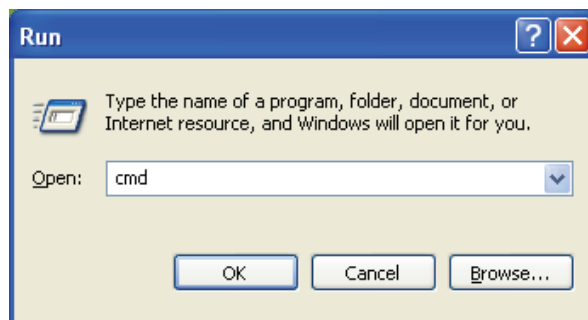 Run
Type the name of a program, folder, document, or
Internet resource, and Windows will open it for you.
Open: cmd
OK Cancel Browse...